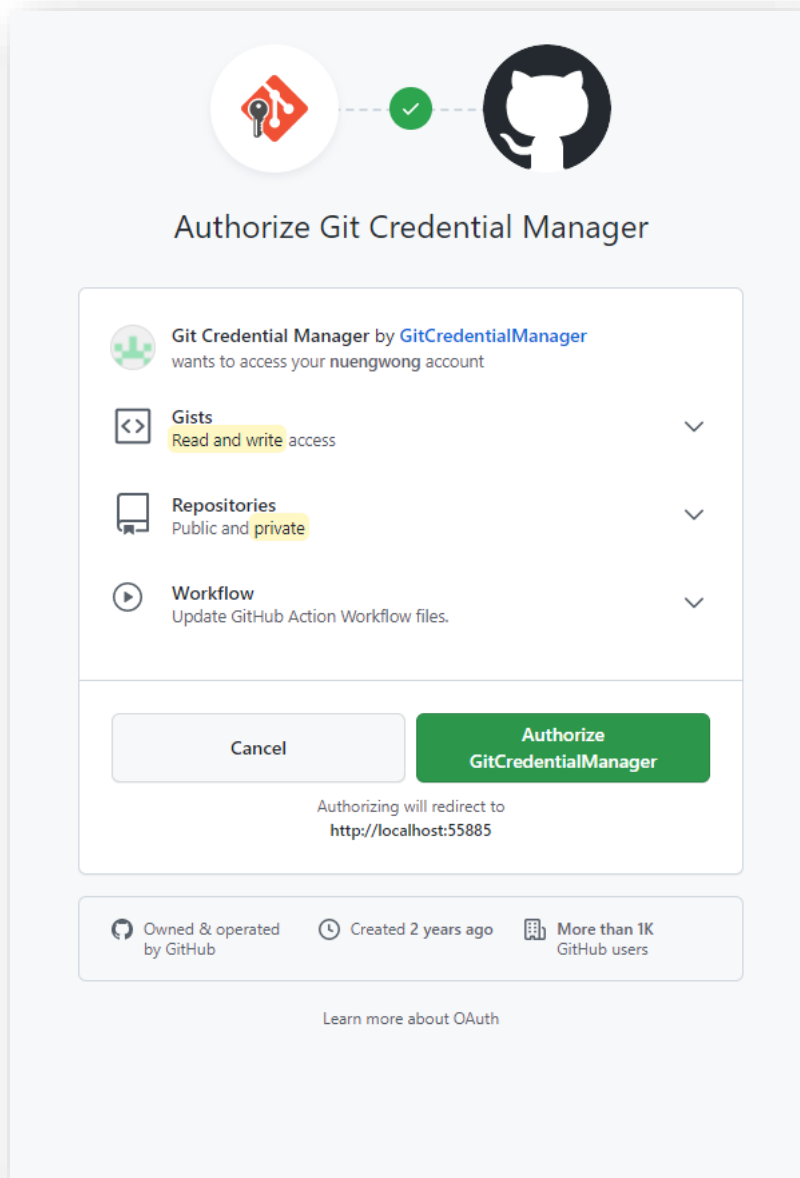 Authorize Git Credential Manager
Git Credential Manager by GitCredentialManager
wants to access your nuengwong account
Gists
Read and write access
Repositories
Public and private
Workflow
Update GitHub Action Workflow files.
Cancel
Authorize
GitCredentialManager
Authorizing will redirect to
http://localhost:55885
Owned & operated
by GitHub
Created 2 years ago
More than 1K
GitHub users
Learn more about OAuth